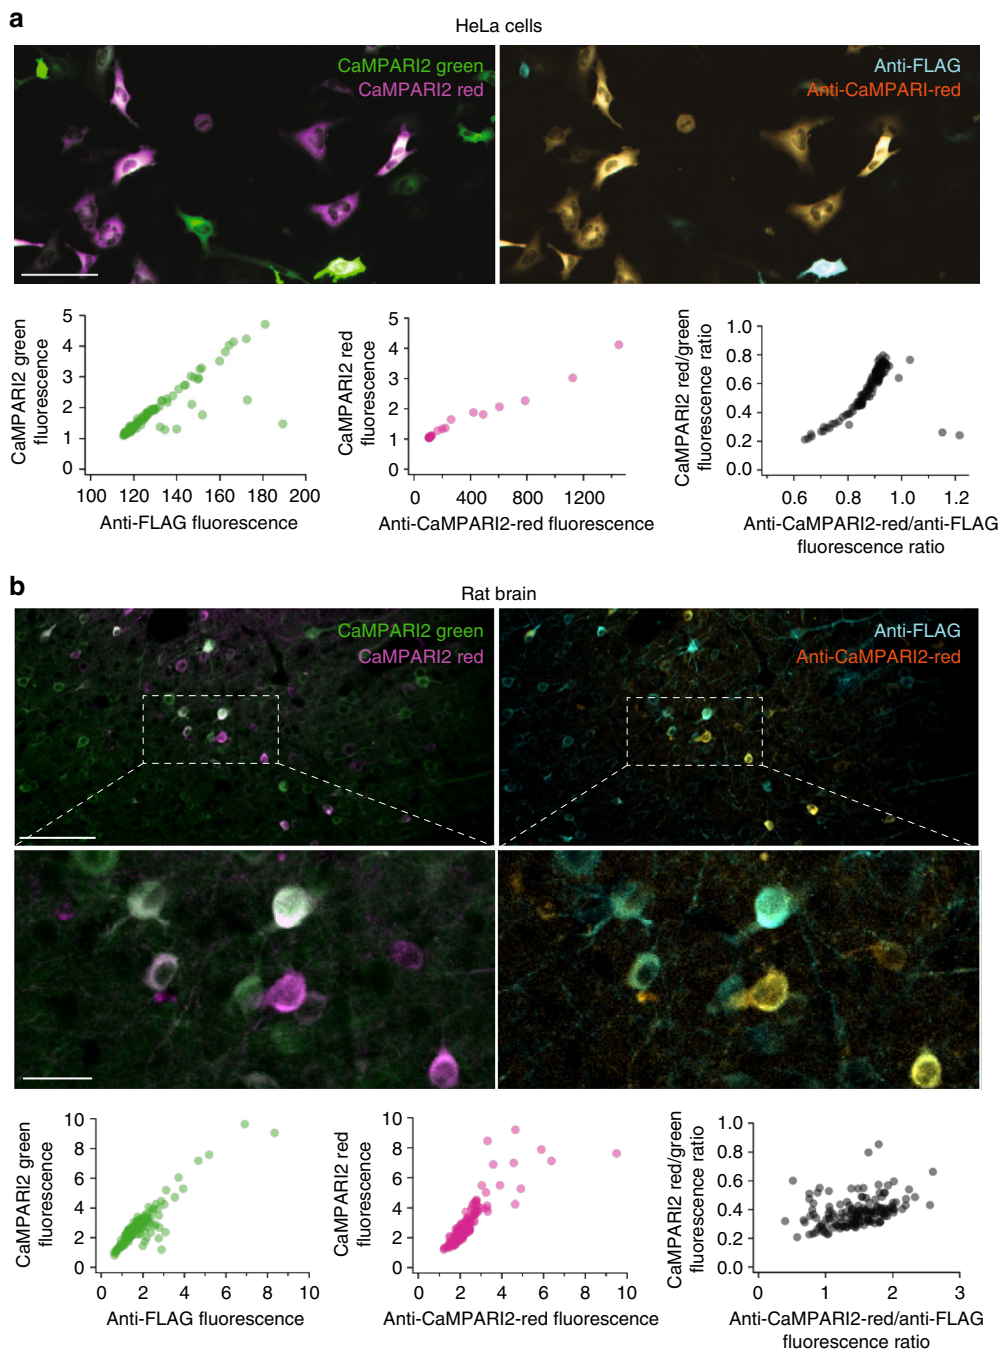 a
HeLa cells
CaMPARI2 green
CaMPARI2 red
Anti-FLAG
Anti-CaMPARI-red
CaMPARI2 green
fluorescence
5
4
3
2
1
0
100 120 140 160 180 200
Anti-FLAG fluorescence
CaMPARI2 red
fluorescence
5
4
3
2
1
0
0 400 800 1200
Anti-CaMPARI2-red fluorescence
CaMPARI2 red/green
fluorescence ratio
1.0
0.8
0.6
0.4
0.2
0.0
0.6 0.8 1.0 1.2
Anti-CaMPARI2-red/anti-FLAG
fluorescence ratio
b
Rat brain
CaMPARI2 green
CaMPARI2 red
Anti-FLAG
Anti-CaMPARI2-red
CaMPARI2 green
fluorescence
10
8
6
4
2
0
0 2 4 6 8 10
Anti-FLAG fluorescence
CaMPARI2 red
fluorescence
10
8
6
4
2
0
0 2 4 6 8 10
Anti-CaMPARI2-red fluorescence
CaMPARI2 red/green
fluorescence ratio
1.0
0.8
0.6
0.4
0.2
0.0
0 1 2 3
Anti-CaMPARI2-red/anti-FLAG
fluorescence ratio